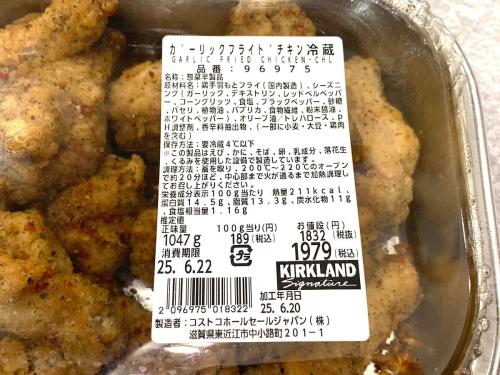 ガーリックフライドチキン冷蔵
GARLIC FRIED CHICKEN-CHL
品番:96975
名称:惣菜半製品
原材料名:鶏手羽もとフライ(国内製造)、シーズニン
グ(ガーリック、デキストリン、レッドベルペッパ
ー、コーングリッツ、食塩、ブラックペッパー、砂糖
、パセリ、植物油、パプリカ、食物繊維、粉末醤油、
ホワイトペパー)、オリーブ油/トレハロース、p
H調整剤、香辛料抽出物、(一部に小麦・大豆・鶏肉
を含む)
保存方法:要冷蔵4℃以下
※この製品はえび、かに、そば、卵、乳成分、落花生
、くるみを使用した設備で製造しています。
調理方法:蓋を取り、200℃~220℃のオーブン
で約20分ほど、中心部まで火が通るまで加熱調理し
てお召し上がりください。
栄養成分表示100g当たり 熱量211kcal、
蛋白質14.5g、脂質13.3g、炭水化物11g
、食塩相当量1.16g
推定値
正味量 100g当り(円) お値段(円)
1047g 189(税込) 1832(税抜)
1979(税込)
消費期限
25.6.22
KIRKLAND
Signature
加工年月日
25.6.20
2 096975 018322
プラ
製造者:コストコホールセールジャパン(株)
滋賀県東近江市中小路町201-1